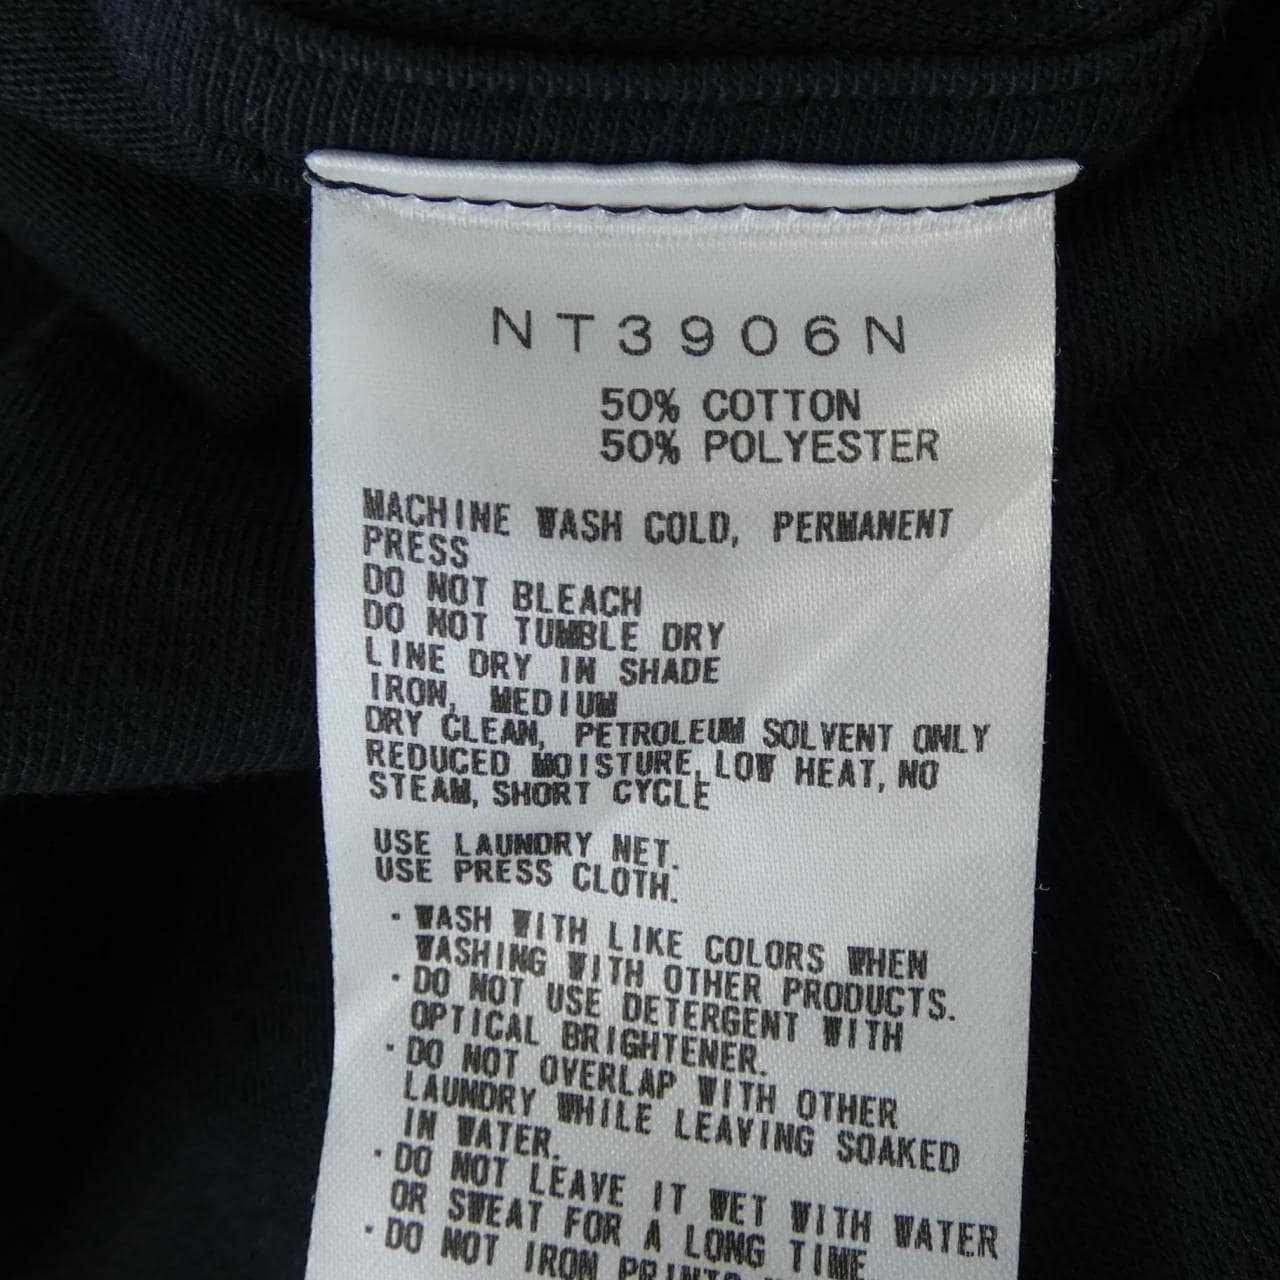 NT3906N
50% COTTON
50% POLYESTER
MACHINE WASH COLD, PERMANENT
PRESS
DO NOT BLEACH
DO NOT TUMBLE DRY
LINE DRY IN SHADE
IRON, MEDIUM
DRY CLEAN, PETROLEUM SOLVENT ONLY
REDUCED MOISTURE, LOW HEAT, NO
STEAM, SHORT CYCLE
USE LAUNDRY NET.
USE PRESS CLOTH.
・WASH WITH LIKE COLORS WHEN
WASHING WITH OTHER PRODUCTS.
・DO NOT USE DETERGENT WITH
OPTICAL BRIGHTENER.
・DO NOT OVERLAP WITH OTHER
LAUNDRY WHILE LEAVING SOAKED
IN WATER.
・DO NOT LEAVE IT WET WITH WATER
OR SWEAT FOR A LONG TIME
・DO NOT IRON PRINTS